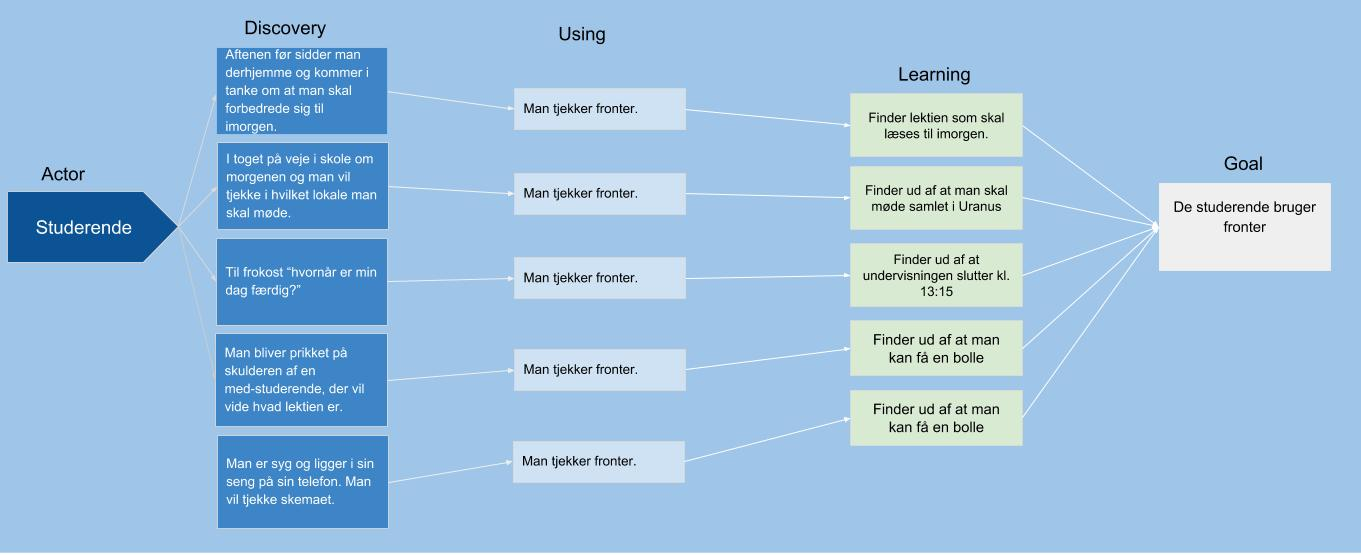 Actor
Studerende
Discovery
Aftenen før sidder man
derhjemme og kommer i
tanke om at man skal
forbedrede sig til
imorgen.
I toget på veje i skole om
morgenen og man vil
tjekke i hvilket lokale man
skal møde.
Til frokost “hvornår er min
dag færdig?”
Man bliver prikket på
skulderen af en
med-studerende, der vil
vide hvad lektien er.
Man er syg og ligger i sin
seng på sin telefon. Man
vil tjekke skemaet.
Using
Man tjekker fronter.
Man tjekker fronter.
Man tjekker fronter.
Man tjekker fronter.
Man tjekker fronter.
Learning
Finder lektien som skal
læses til imorgen.
Finder ud af at man skal
møde samlet i Uranus
Finder ud af at
undervisningen slutter kl.
13:15
Finder ud af at man
kan få en bolle
Finder ud af at man
kan få en bolle
Goal
De studerende bruger
fronter